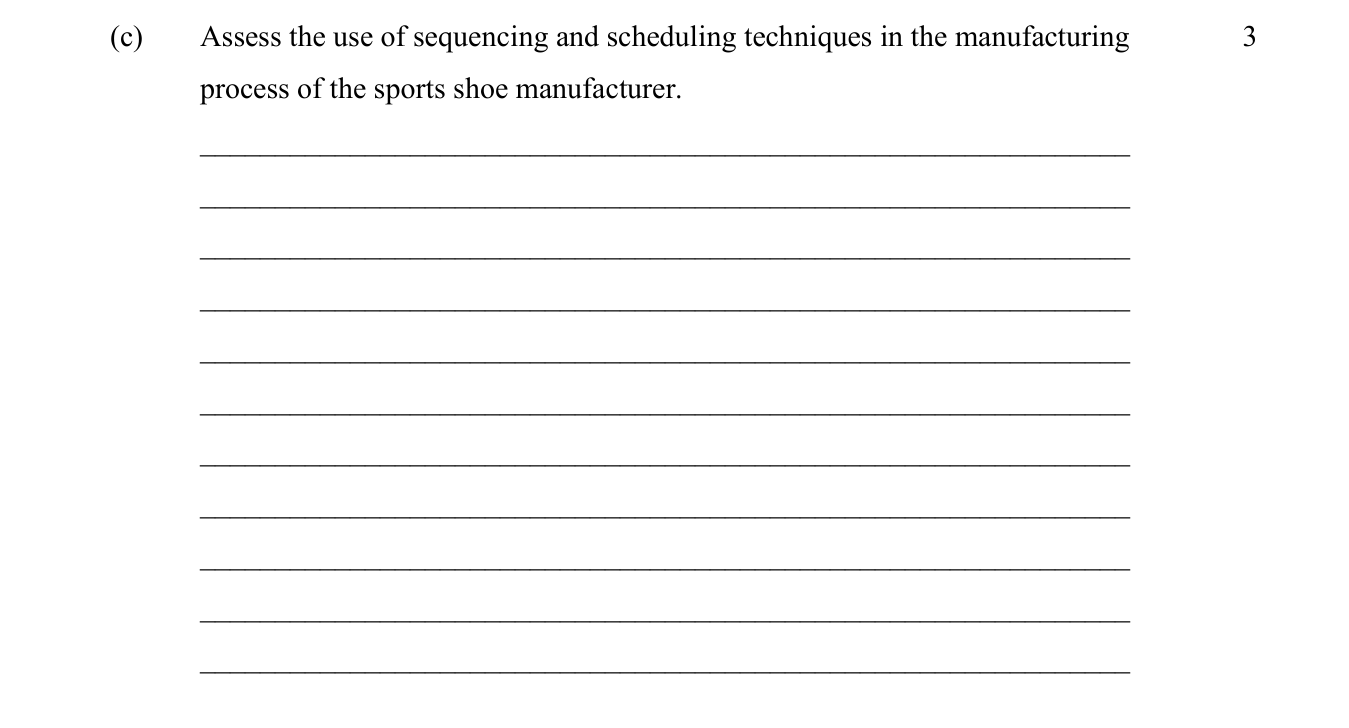 (c) Assess the use of sequencing and scheduling techniques in the manufacturing 3
process of the sports shoe manufacturer.